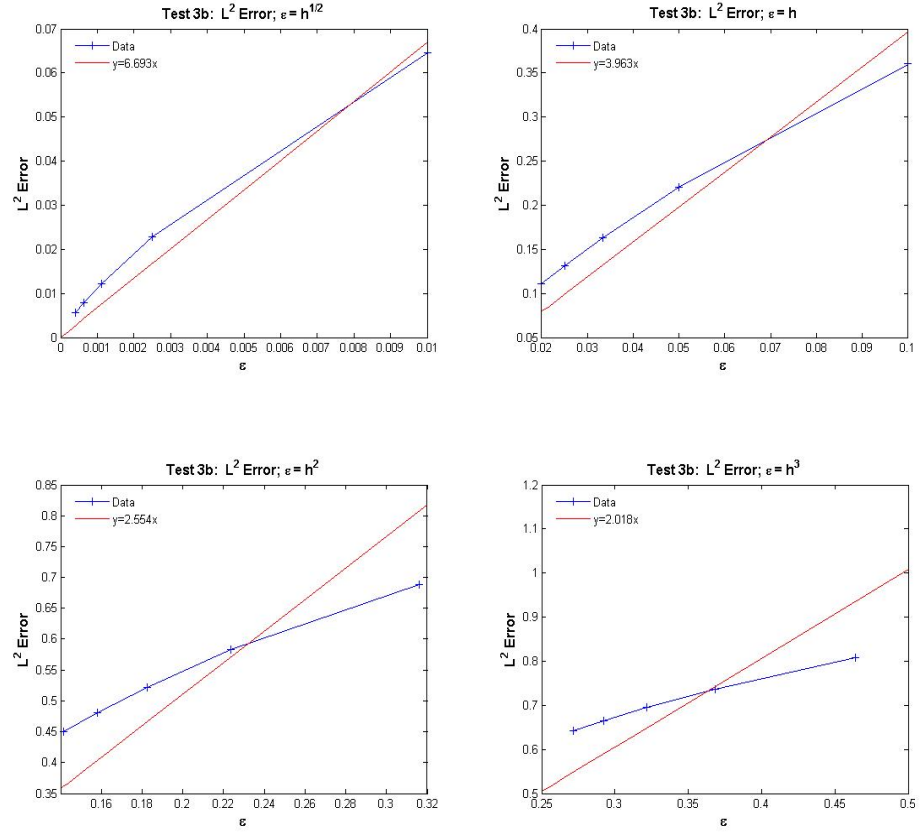 Test 3b: L² Error; ε = h^1/2
Data
y=6.693x
L² Error
0.07
0.06
0.05
0.04
0.03
0.02
0.01
0
0 0.001 0.002 0.003 0.004 0.005 0.006 0.007 0.008 0.009 0.01
ε
Test 3b: L² Error; ε = h
Data
y=3.963x
L² Error
0.4
0.35
0.3
0.25
0.2
0.15
0.1
0.05
0.02 0.03 0.04 0.05 0.06 0.07 0.08 0.09 0.1
ε
Test 3b: L² Error; ε = h²
Data
y=2.554x
L² Error
0.85
0.8
0.75
0.7
0.65
0.6
0.55
0.5
0.45
0.4
0.35
0.16 0.18 0.2 0.22 0.24 0.26 0.28 0.3 0.32
ε
Test 3b: L² Error; ε = h³
Data
y=2.018x
L² Error
1.2
1.1
1
0.9
0.8
0.7
0.6
0.5
0.25 0.3 0.35 0.4 0.45 0.5
ε